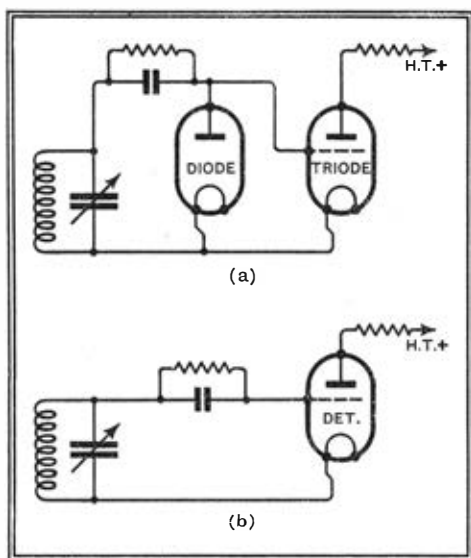 H.T.+
DIODE
TRIODE
(a)
H.T.+
DET.
(b)